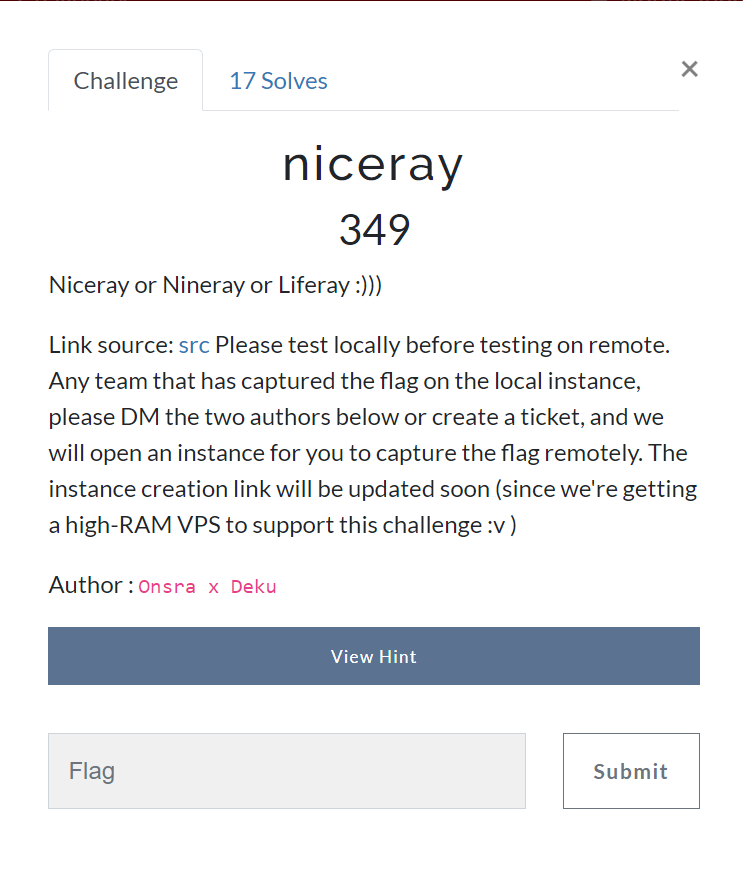 Challenge
17 Solves
×
niceray
349
Niceray or Nineray or Liferay :)))
Link source: src Please test locally before testing on remote.
Any team that has captured the flag on the local instance,
please DM the two authors below or create a ticket, and we
will open an instance for you to capture the flag remotely. The
instance creation link will be updated soon (since we're getting
a high-RAM VPS to support this challenge :v )
Author : Onsra x Deku
View Hint
Flag
Submit